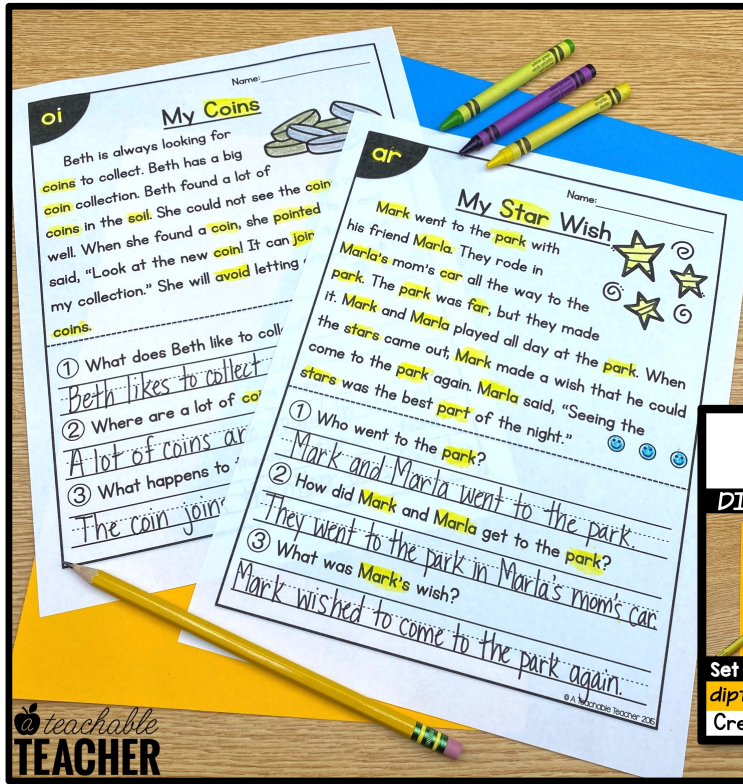 oi
Name:
My Coins
Beth is always looking for
coins to collect. Beth has a big
coin collection. Beth found a lot of
coins in the soil. She could not see the coin
well. When she found a coin, she pointed
said, "Look at the new coin! It can join
my collection." She will avoid letting
coins.
1 What does Beth like to coll
Beth likes to collect
2 Where are a lot of coi
A lot of coins ar
3 What happens to
The coin join
ar
Name:
My Star Wish
Mark went to the park with
his friend Marla. They rode in
Marla's mom's car all the way to the
park. The park was far, but they made
it. Mark and Marla played all day at the park. When
the stars came out, Mark made a wish that he could
come to the park again. Marla said, "Seeing the
stars was the best part of the night."
1 Who went to the park?
Mark and Marla went to the park.
2 How did Mark and Marla get to the park?
They went to the park in Marla's mom's car.
3 What was Mark's wish?
Mark wished to come to the park again.
© A Teachable Teacher 2015
a teachable
TEACHER
DI
Set
dipt
Cre